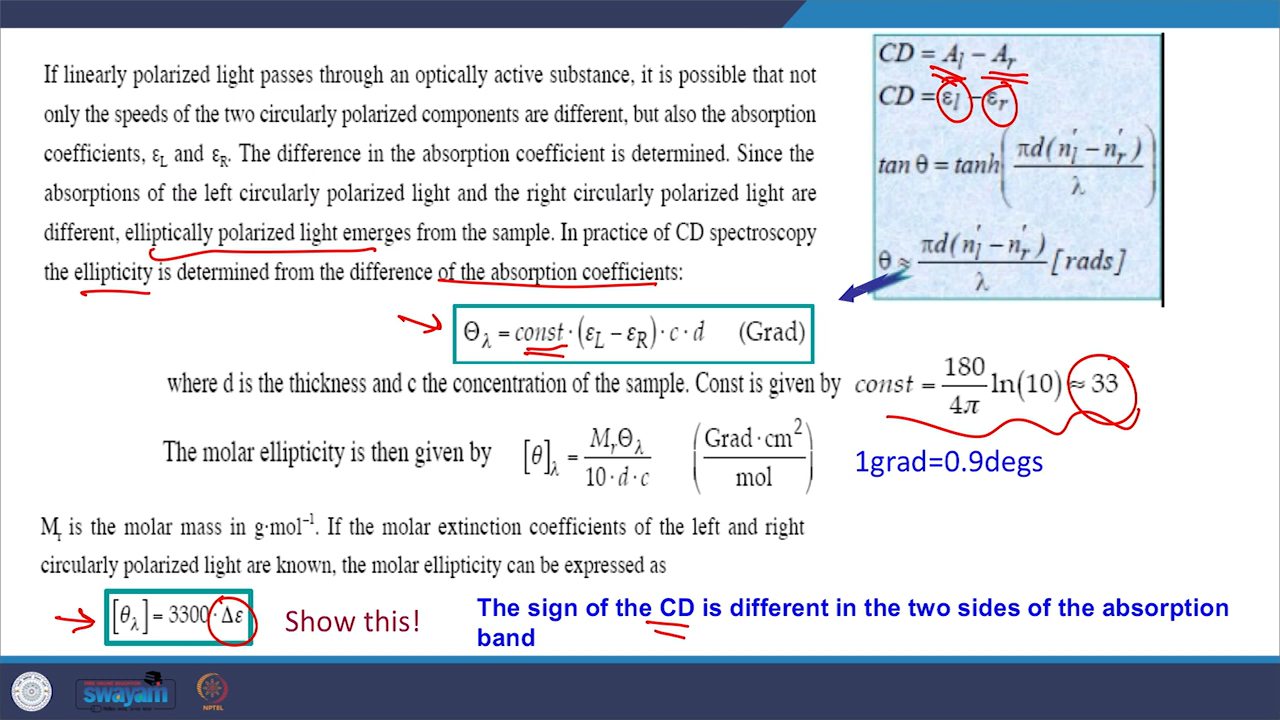 If linearly polarized light passes through an optically active substance, it is possible that not
only the speeds of the two circularly polarized components are different, but also the absorption
coefficients, εL and εR. The difference in the absorption coefficient is determined. Since the
absorptions of the left circularly polarized light and the right circularly polarized light are
different, elliptically polarized light emerges from the sample. In practice of CD spectroscopy
the ellipticity is determined from the difference of the absorption coefficients:
CD = Al − Ar
CD = εl − εr
tan θ = tanh( πd(n′l − n′r) / λ )
θ ≈ πd(n′l − n′r) / λ [rads]
Θλ = const · (εL − εR) · c · d (Grad)
where d is the thickness and c the concentration of the sample. Const is given by const = 180/4π ln(10) ≈ 33
The molar ellipticity is then given by [θ]λ = MrΘλ / 10 · d · c (Grad · cm² / mol)
1grad=0.9degs
Mr is the molar mass in g·mol⁻¹. If the molar extinction coefficients of the left and right
circularly polarized light are known, the molar ellipticity can be expressed as
[θλ] = 3300 · Δε
Show this!
The sign of the CD is different in the two sides of the absorption
band
swayam
NPTEL